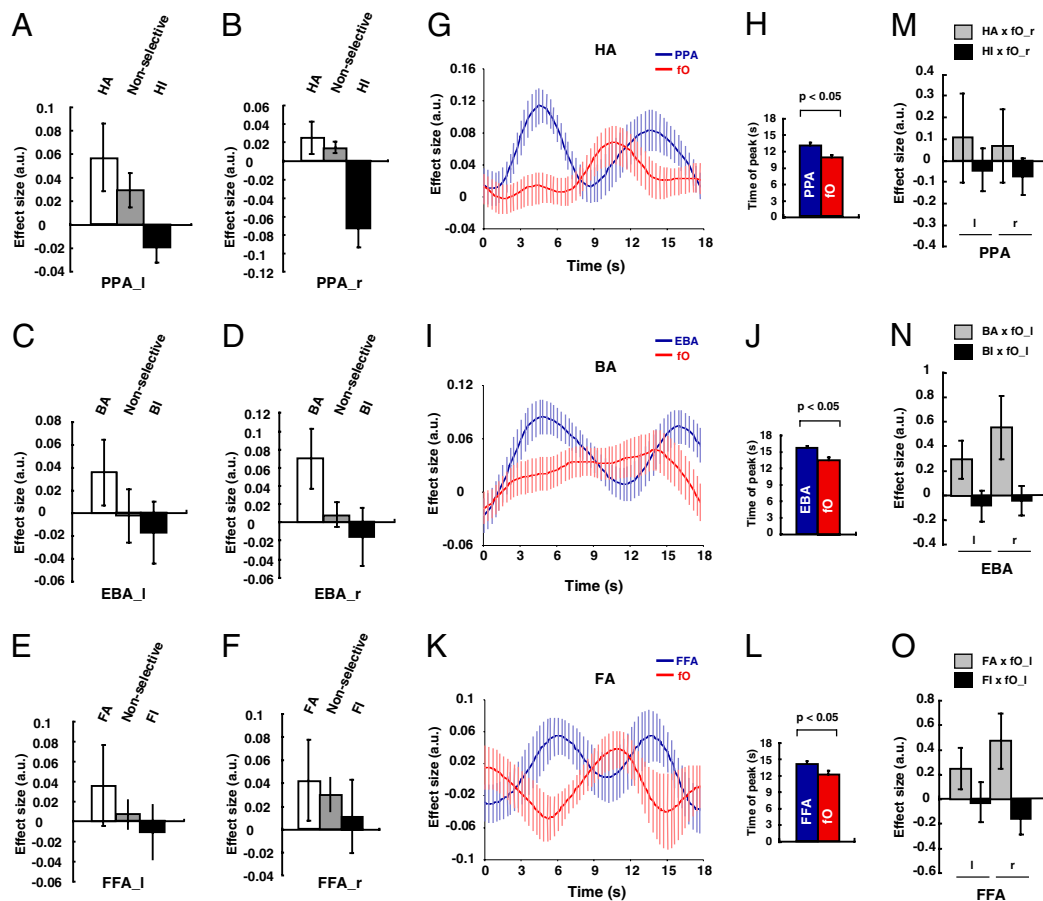 A
HA
Non-selective
HI
Effect size (a.u.)
0.1
0.08
0.06
0.04
0.02
0
-0.02
-0.04
PPA_l
B
HA
Non-selective
HI
Effect size (a.u.)
0.06
0.04
0.02
0
-0.02
-0.04
-0.06
-0.08
-0.1
-0.12
PPA_r
G
HA
PPA
fO
Effect size (a.u.)
0.16
0.12
0.08
0.04
0
-0.04
0 3 6 9 12 15 18
Time (s)
H
p < 0.05
Time of peak (s)
18
15
12
9
6
3
0
PPA
fO
M
HA x fO_r
HI x fO_r
Effect size (a.u.)
0.4
0.3
0.2
0.1
0
-0.1
-0.2
-0.3
-0.4
l r
PPA
C
BA
Non-selective
BI
Effect size (a.u.)
0.1
0.08
0.06
0.04
0.02
0
-0.02
-0.04
-0.06
EBA_l
D
BA
Non-selective
BI
Effect size (a.u.)
0.12
0.1
0.08
0.06
0.04
0.02
0
-0.02
-0.04
-0.06
EBA_r
I
BA
EBA
fO
Effect size (a.u.)
0.12
0.08
0.04
0
-0.06
0 3 6 9 12 15 18
Time (s)
J
p < 0.05
Time of peak (s)
18
15
12
9
6
3
0
EBA
fO
N
BA x fO_l
BI x fO_l
Effect size (a.u.)
1
0.8
0.6
0.4
0.2
0
-0.2
-0.4
l r
EBA
E
FA
Non-selective
FI
Effect size (a.u.)
0.1
0.08
0.06
0.04
0.02
0
-0.02
-0.04
-0.06
FFA_l
F
FA
Non-selective
FI
Effect size (a.u.)
0.1
0.08
0.06
0.04
0.02
0
-0.02
-0.04
FFA_r
K
FA
FFA
fO
Effect size (a.u.)
0.1
0.06
0.02
-0.02
-0.06
-0.1
0 3 6 9 12 15 18
Time (s)
L
p < 0.05
Time of peak (s)
18
15
12
9
6
3
0
FFA
fO
O
FA x fO_l
FI x fO_l
Effect size (a.u.)
0.8
0.6
0.4
0.2
0
-0.2
-0.4
-0.6
l r
FFA